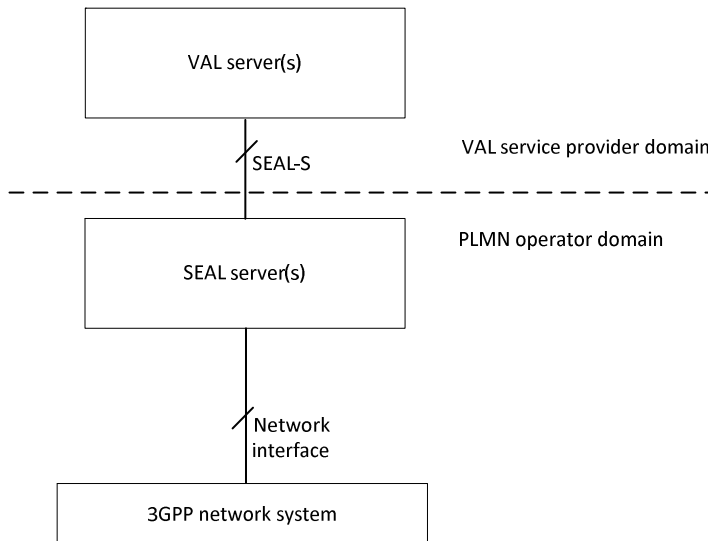 VAL server(s)
VAL service provider domain
SEAL-S
PLMN operator domain
SEAL server(s)
Network
interface
3GPP network system